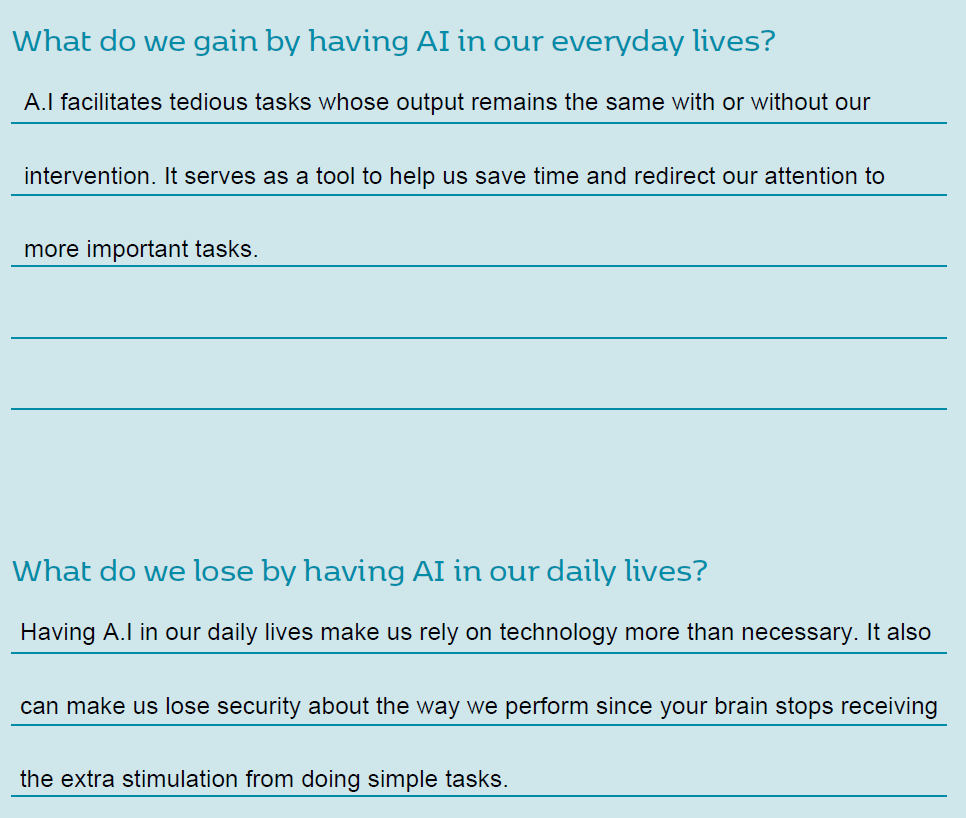 What do we gain by having AI in our everyday lives?
A.I facilitates tedious tasks whose output remains the same with or without our
intervention. It serves as a tool to help us save time and redirect our attention to
more important tasks.
What do we lose by having AI in our daily lives?
Having A.I in our daily lives make us rely on technology more than necessary. It also
can make us lose security about the way we perform since your brain stops receiving
the extra stimulation from doing simple tasks.